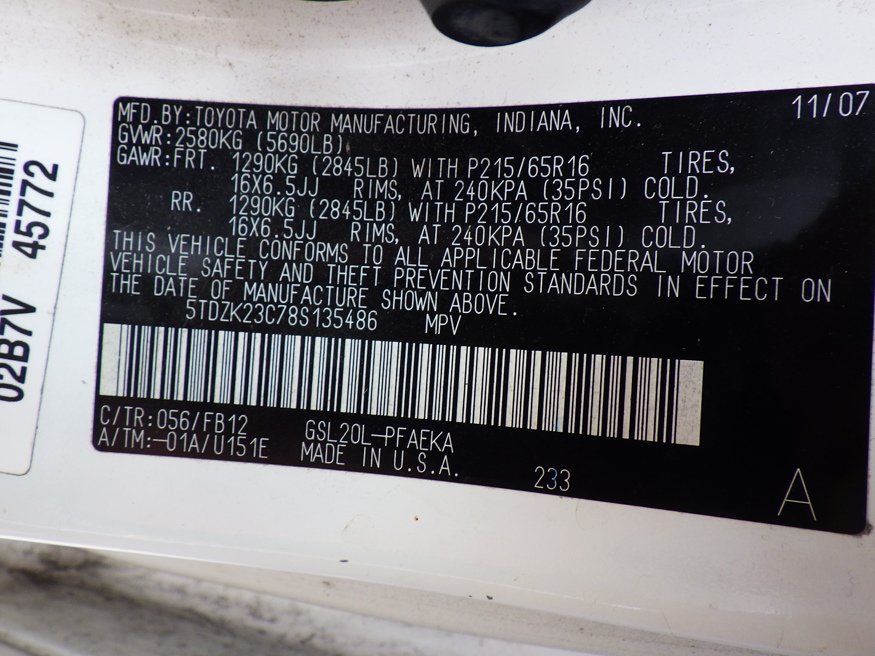 MFD. BY: TOYOTA MOTOR MANUFACTURING, INDIANA, INC. 11/07
GVWR: 2580KG (5690LB)
GAWR: FRT. 1290KG (2845LB) WITH P215/65R16 TIRES,
16X6.5JJ RIMS, AT 240KPA (35PSI) COLD.
RR. 1290KG (2845LB) WITH P215/65R16 TIRES,
16X6.5JJ RIMS, AT 240KPA (35PSI) COLD.
THIS VEHICLE CONFORMS TO ALL APPLICABLE FEDERAL MOTOR
VEHICLE SAFETY AND THEFT PREVENTION STANDARDS IN EFFECT ON
THE DATE OF MANUFACTURE SHOWN ABOVE.
5TDZK23C78S135486 MPV
C/TR: 056/FB12 GSL20L-PFAEKA
A/TM: -01A/U151E MADE IN U.S.A. 233
A
02B7V 45772